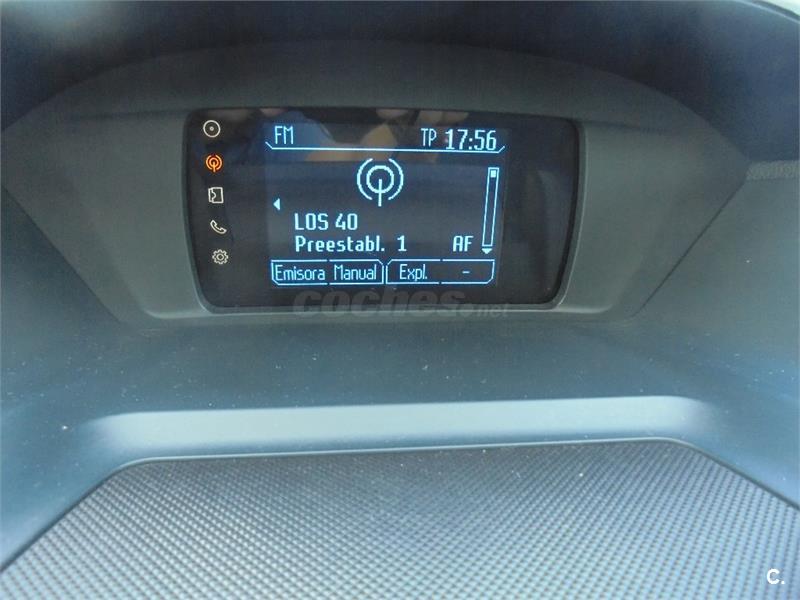 FM TP 17:56
LOS 40
Preestabl. 1 AF
Emisora Manual Expl. -
coches.net
C.